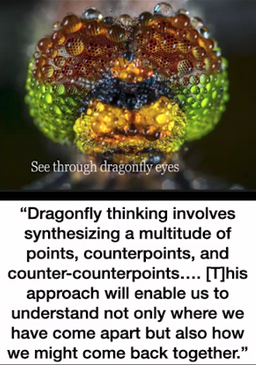 See through dragonfly eyes
“Dragonfly thinking involves
synthesizing a multitude of
points, counterpoints, and
counter-counterpoints…. [T]his
approach will enable us to
understand not only where we
have come apart but also how
we might come back together.”